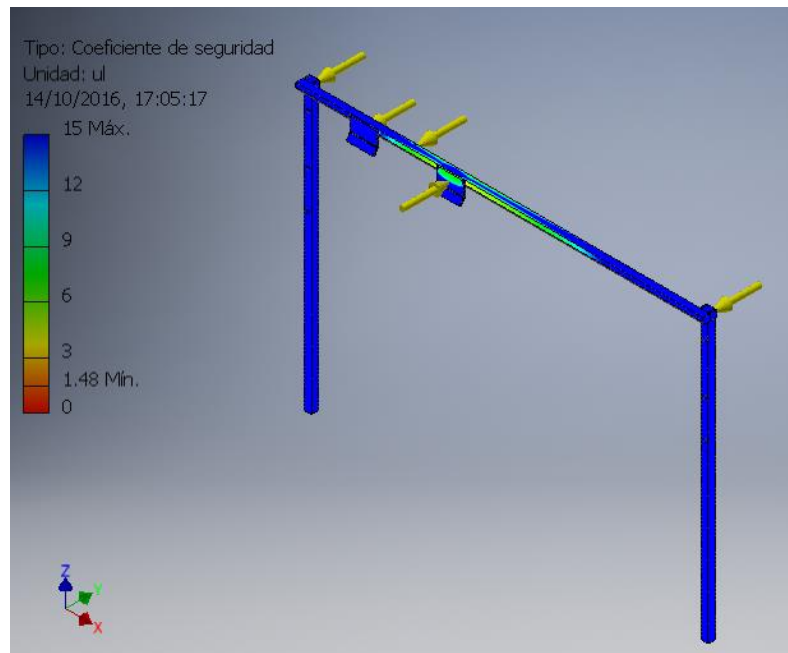 Tipo: Coeficiente de seguridad
Unidad: ul
14/10/2016, 17:05:17
15 Máx.
12
9
6
3
1.48 Mín.
0
Z
Y
X